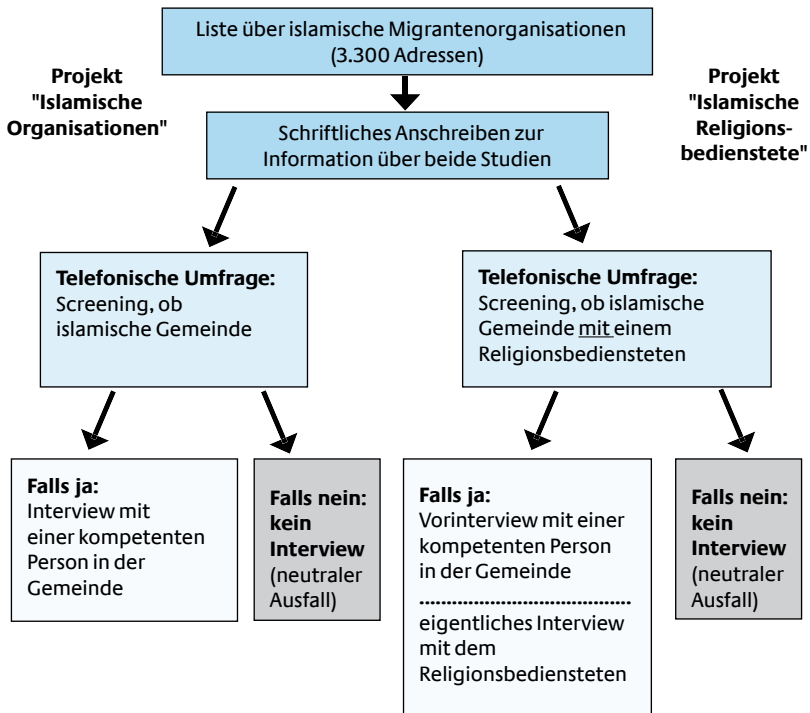 Liste über islamische Migrantenorganisationen
(3.300 Adressen)
Projekt
"Islamische
Organisationen"
Projekt
"Islamische
Religions-
bedienstete"
Schriftliches Anschreiben zur
Information über beide Studien
Telefonische Umfrage:
Screening, ob
islamische Gemeinde
Telefonische Umfrage:
Screening, ob islamische
Gemeinde mit einem
Religionsbediensteten
Falls ja:
Interview mit
einer kompetenten
Person in der
Gemeinde
Falls nein:
kein
Interview
(neutraler
Ausfall)
Falls ja:
Vorinterview mit einer
kompetenten Person
in der Gemeinde
eigentliches Interview
mit dem
Religionsbediensteten
Falls nein:
kein
Interview
(neutraler
Ausfall)